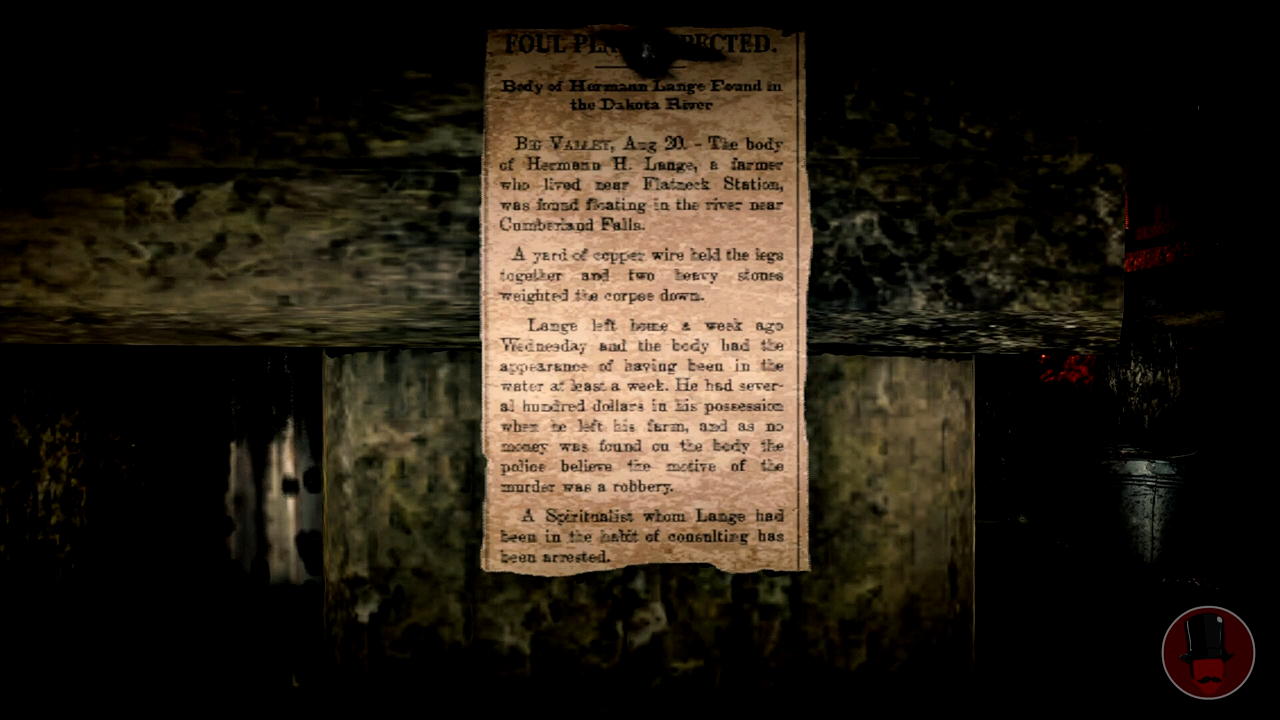 FOUL PL
PECTED.
Body of Hermann Lange Found in
the Dakota River
BIG VALLEY, Aug 20. - The body
of Hermann H. Lange, a farmer
who lived near Flatneck Station,
was found floating in the river near
Cumberland Falls.
A yard of copper wire held the legs
together and two heavy stones
weighted the corpse down.
Lange left home a week ago
Wednesday and the body had the
appearance of having been in the
water at least a week. He had sever-
al hundred dollars in his possession
when he left his farm, and as no
money was found on the body the
police believe the motive of the
murder was a robbery.
A Spiritualist whom Lange had
been in the habit of consulting has
been arrested.